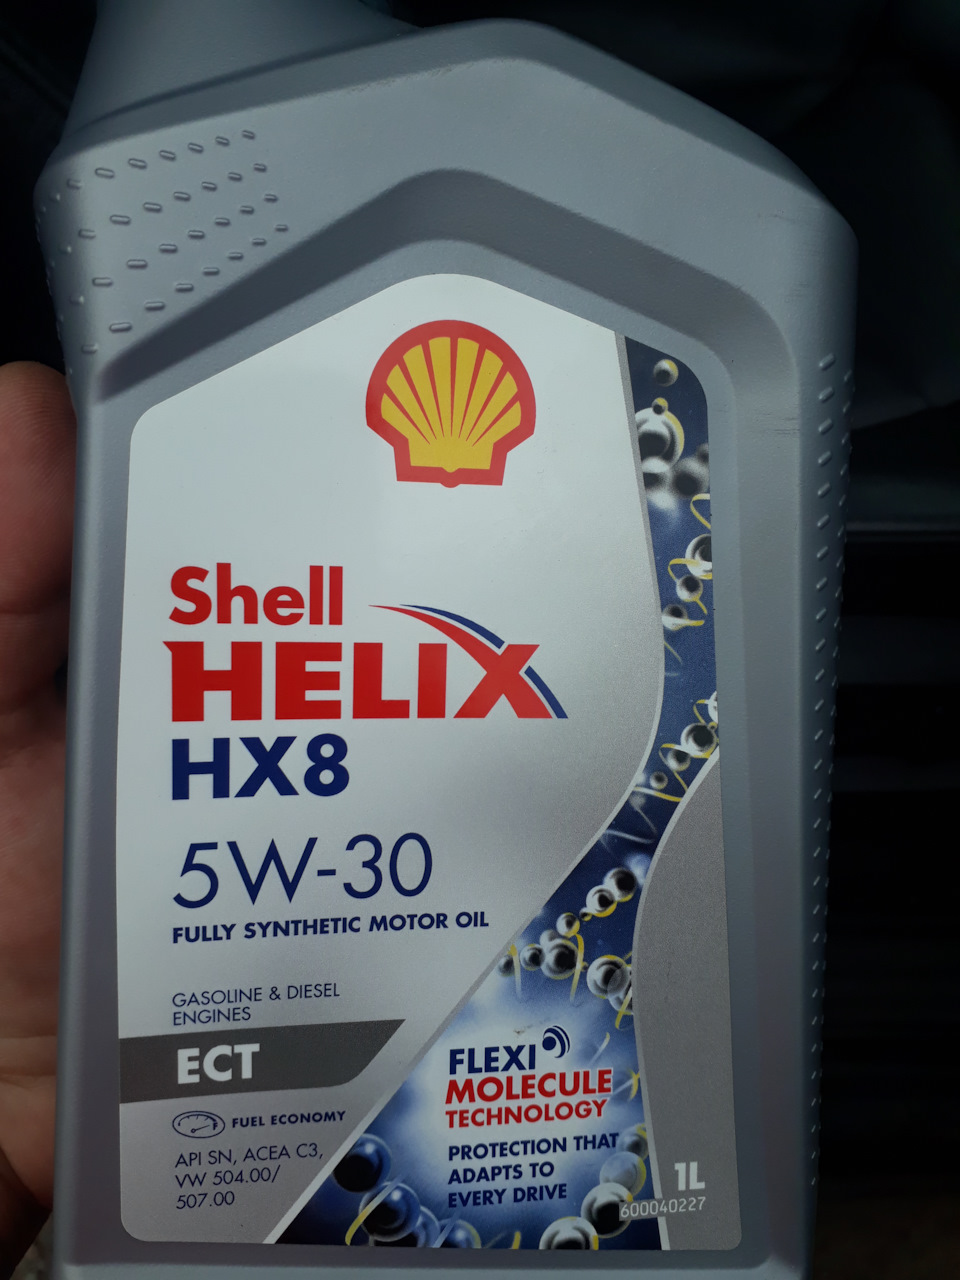 Shell
HELIX
HX8
5W-30
FULLY SYNTHETIC MOTOR OIL
GASOLINE & DIESEL
ENGINES
ECT
FUEL ECONOMY
API SN, ACEA C3,
VW 504.00/
507.00
FLEXI
MOLECULE
TECHNOLOGY
PROTECTION THAT
ADAPTS TO
EVERY DRIVE
1L
600040227